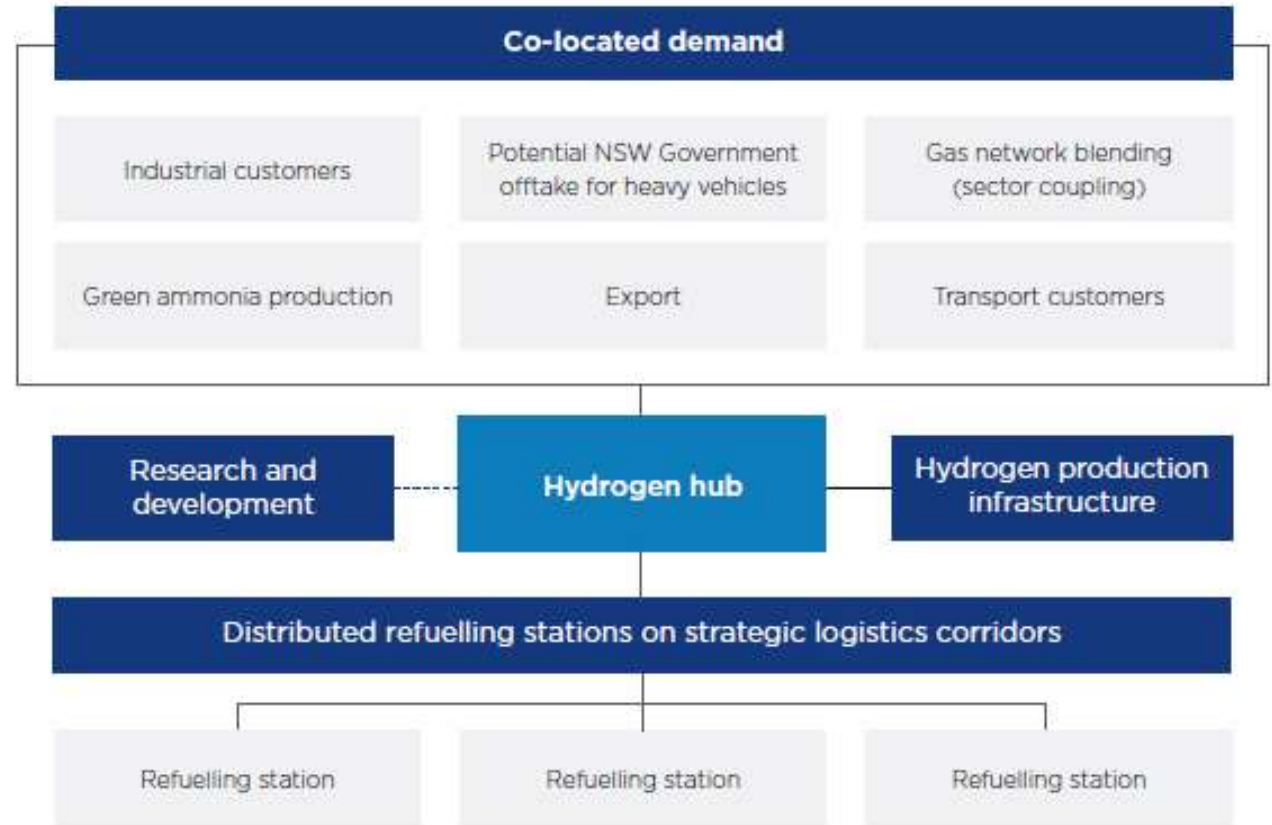 Co-located demand
Industrial customers
Potential NSW Government
offtake for heavy vehicles
Gas network blending
(sector coupling)
Green ammonia production
Export
Transport customers
Research and
development
Hydrogen hub
Hydrogen production
infrastructure
Distributed refuelling stations on strategic logistics corridors
Refuelling station
Refuelling station
Refuelling station